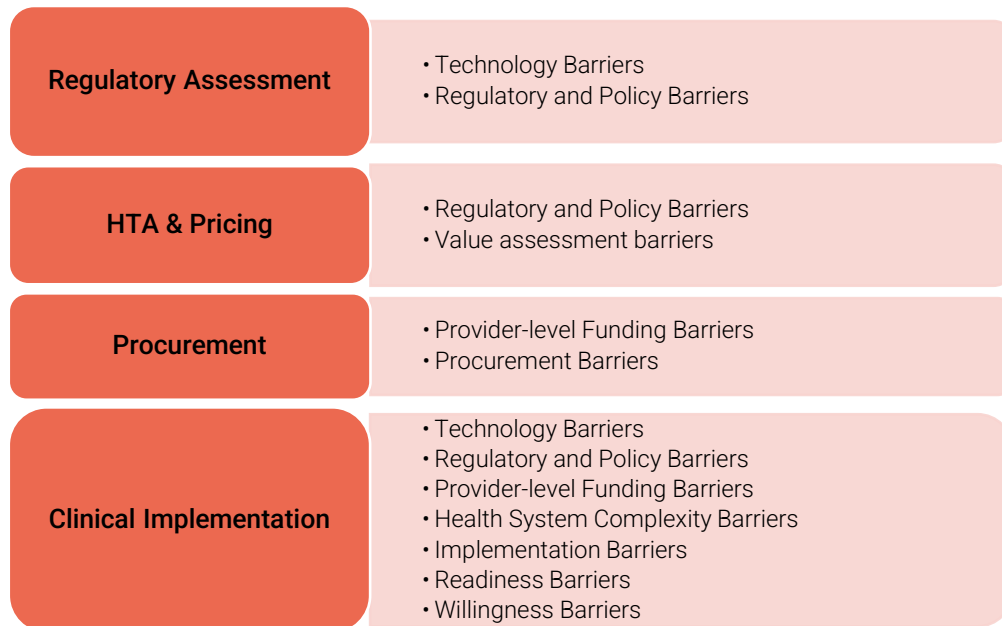 Regulatory Assessment
• Technology Barriers
• Regulatory and Policy Barriers
HTA & Pricing
• Regulatory and Policy Barriers
• Value assessment barriers
Procurement
• Provider-level Funding Barriers
• Procurement Barriers
Clinical Implementation
• Technology Barriers
• Regulatory and Policy Barriers
• Provider-level Funding Barriers
• Health System Complexity Barriers
• Implementation Barriers
• Readiness Barriers
• Willingness Barriers